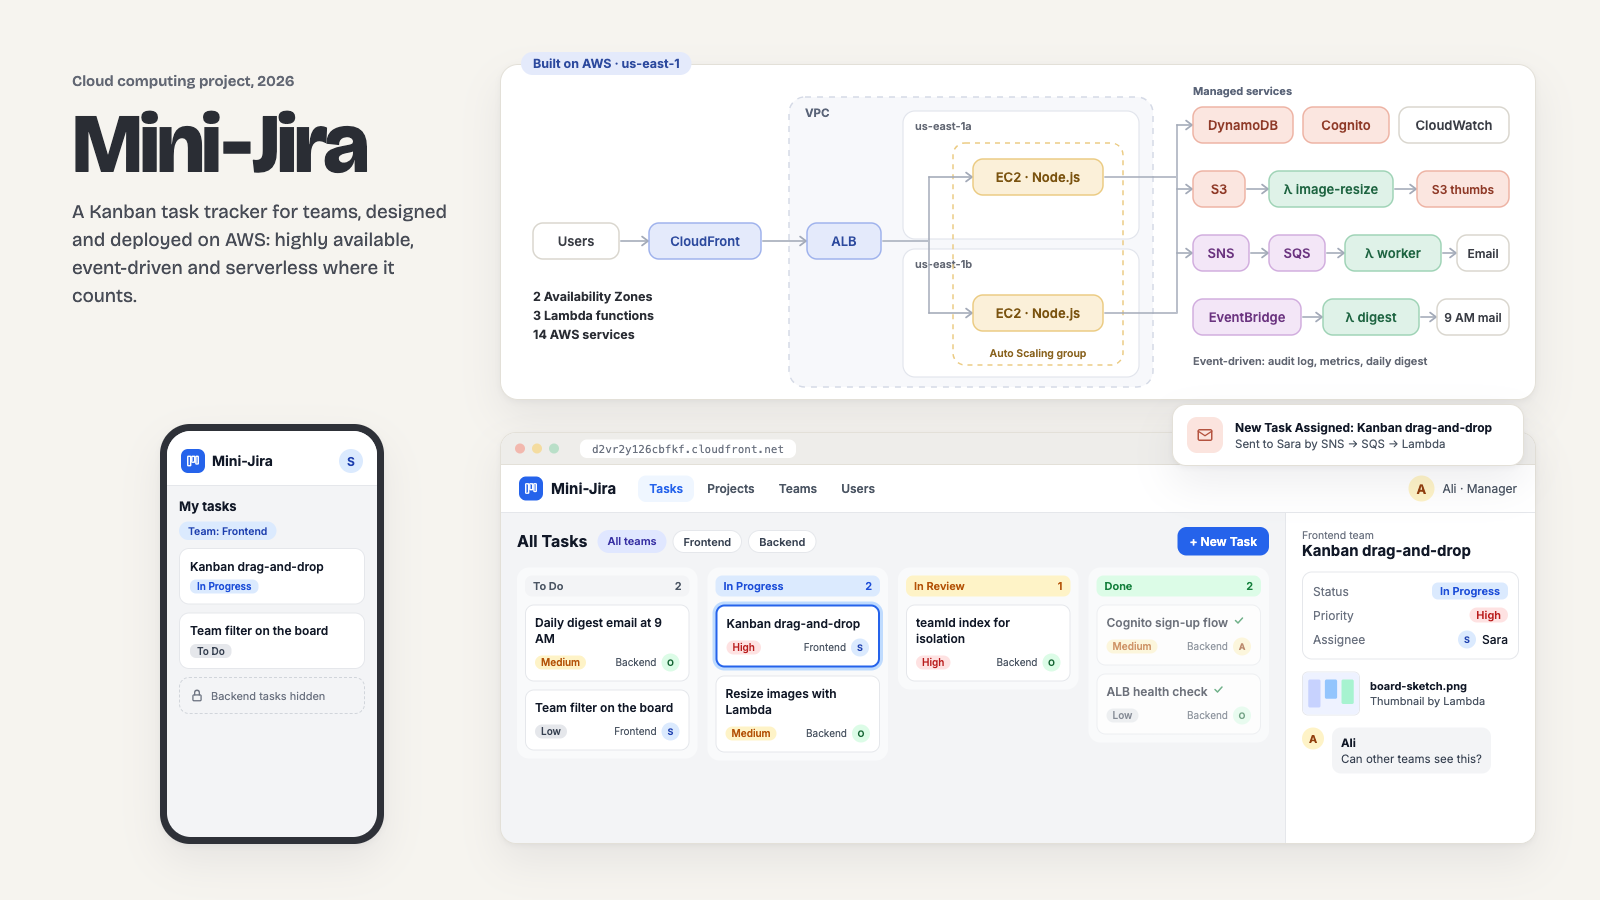 Cloud computing project, 2026
Mini-Jira
A Kanban task tracker for teams, designed
and deployed on AWS: highly available,
event-driven and serverless where it
counts.
Built on AWS · us-east-1
Users
CloudFront
VPC
ALB
us-east-1a
EC2 · Node.js
us-east-1b
EC2 · Node.js
Auto Scaling group
2 Availability Zones
3 Lambda functions
14 AWS services
Managed services
DynamoDB
Cognito
CloudWatch
S3
λ image-resize
S3 thumbs
SNS
SQS
λ worker
Email
EventBridge
λ digest
9 AM mail
Event-driven: audit log, metrics, daily digest
New Task Assigned: Kanban drag-and-drop
Sent to Sara by SNS → SQS → Lambda
Mini-Jira
S
My tasks
Team: Frontend
Kanban drag-and-drop
In Progress
Team filter on the board
To Do
Backend tasks hidden
d2vr2y126cbfkf.cloudfront.net
Mini-Jira
Tasks
Projects
Teams
Users
A
Ali · Manager
All Tasks
All teams
Frontend
Backend
+ New Task
To Do 2
Daily digest email at 9
AM
Medium Backend O
Team filter on the board
Low Frontend S
In Progress 2
Kanban drag-and-drop
High Frontend S
Resize images with
Lambda
Medium Backend O
In Review 1
teamId index for
isolation
High Backend O
Done 2
Cognito sign-up flow
Medium Backend A
ALB health check
Low Backend O
Frontend team
Kanban drag-and-drop
Status In Progress
Priority High
Assignee S Sara
board-sketch.png
Thumbnail by Lambda
A
Ali
Can other teams see this?